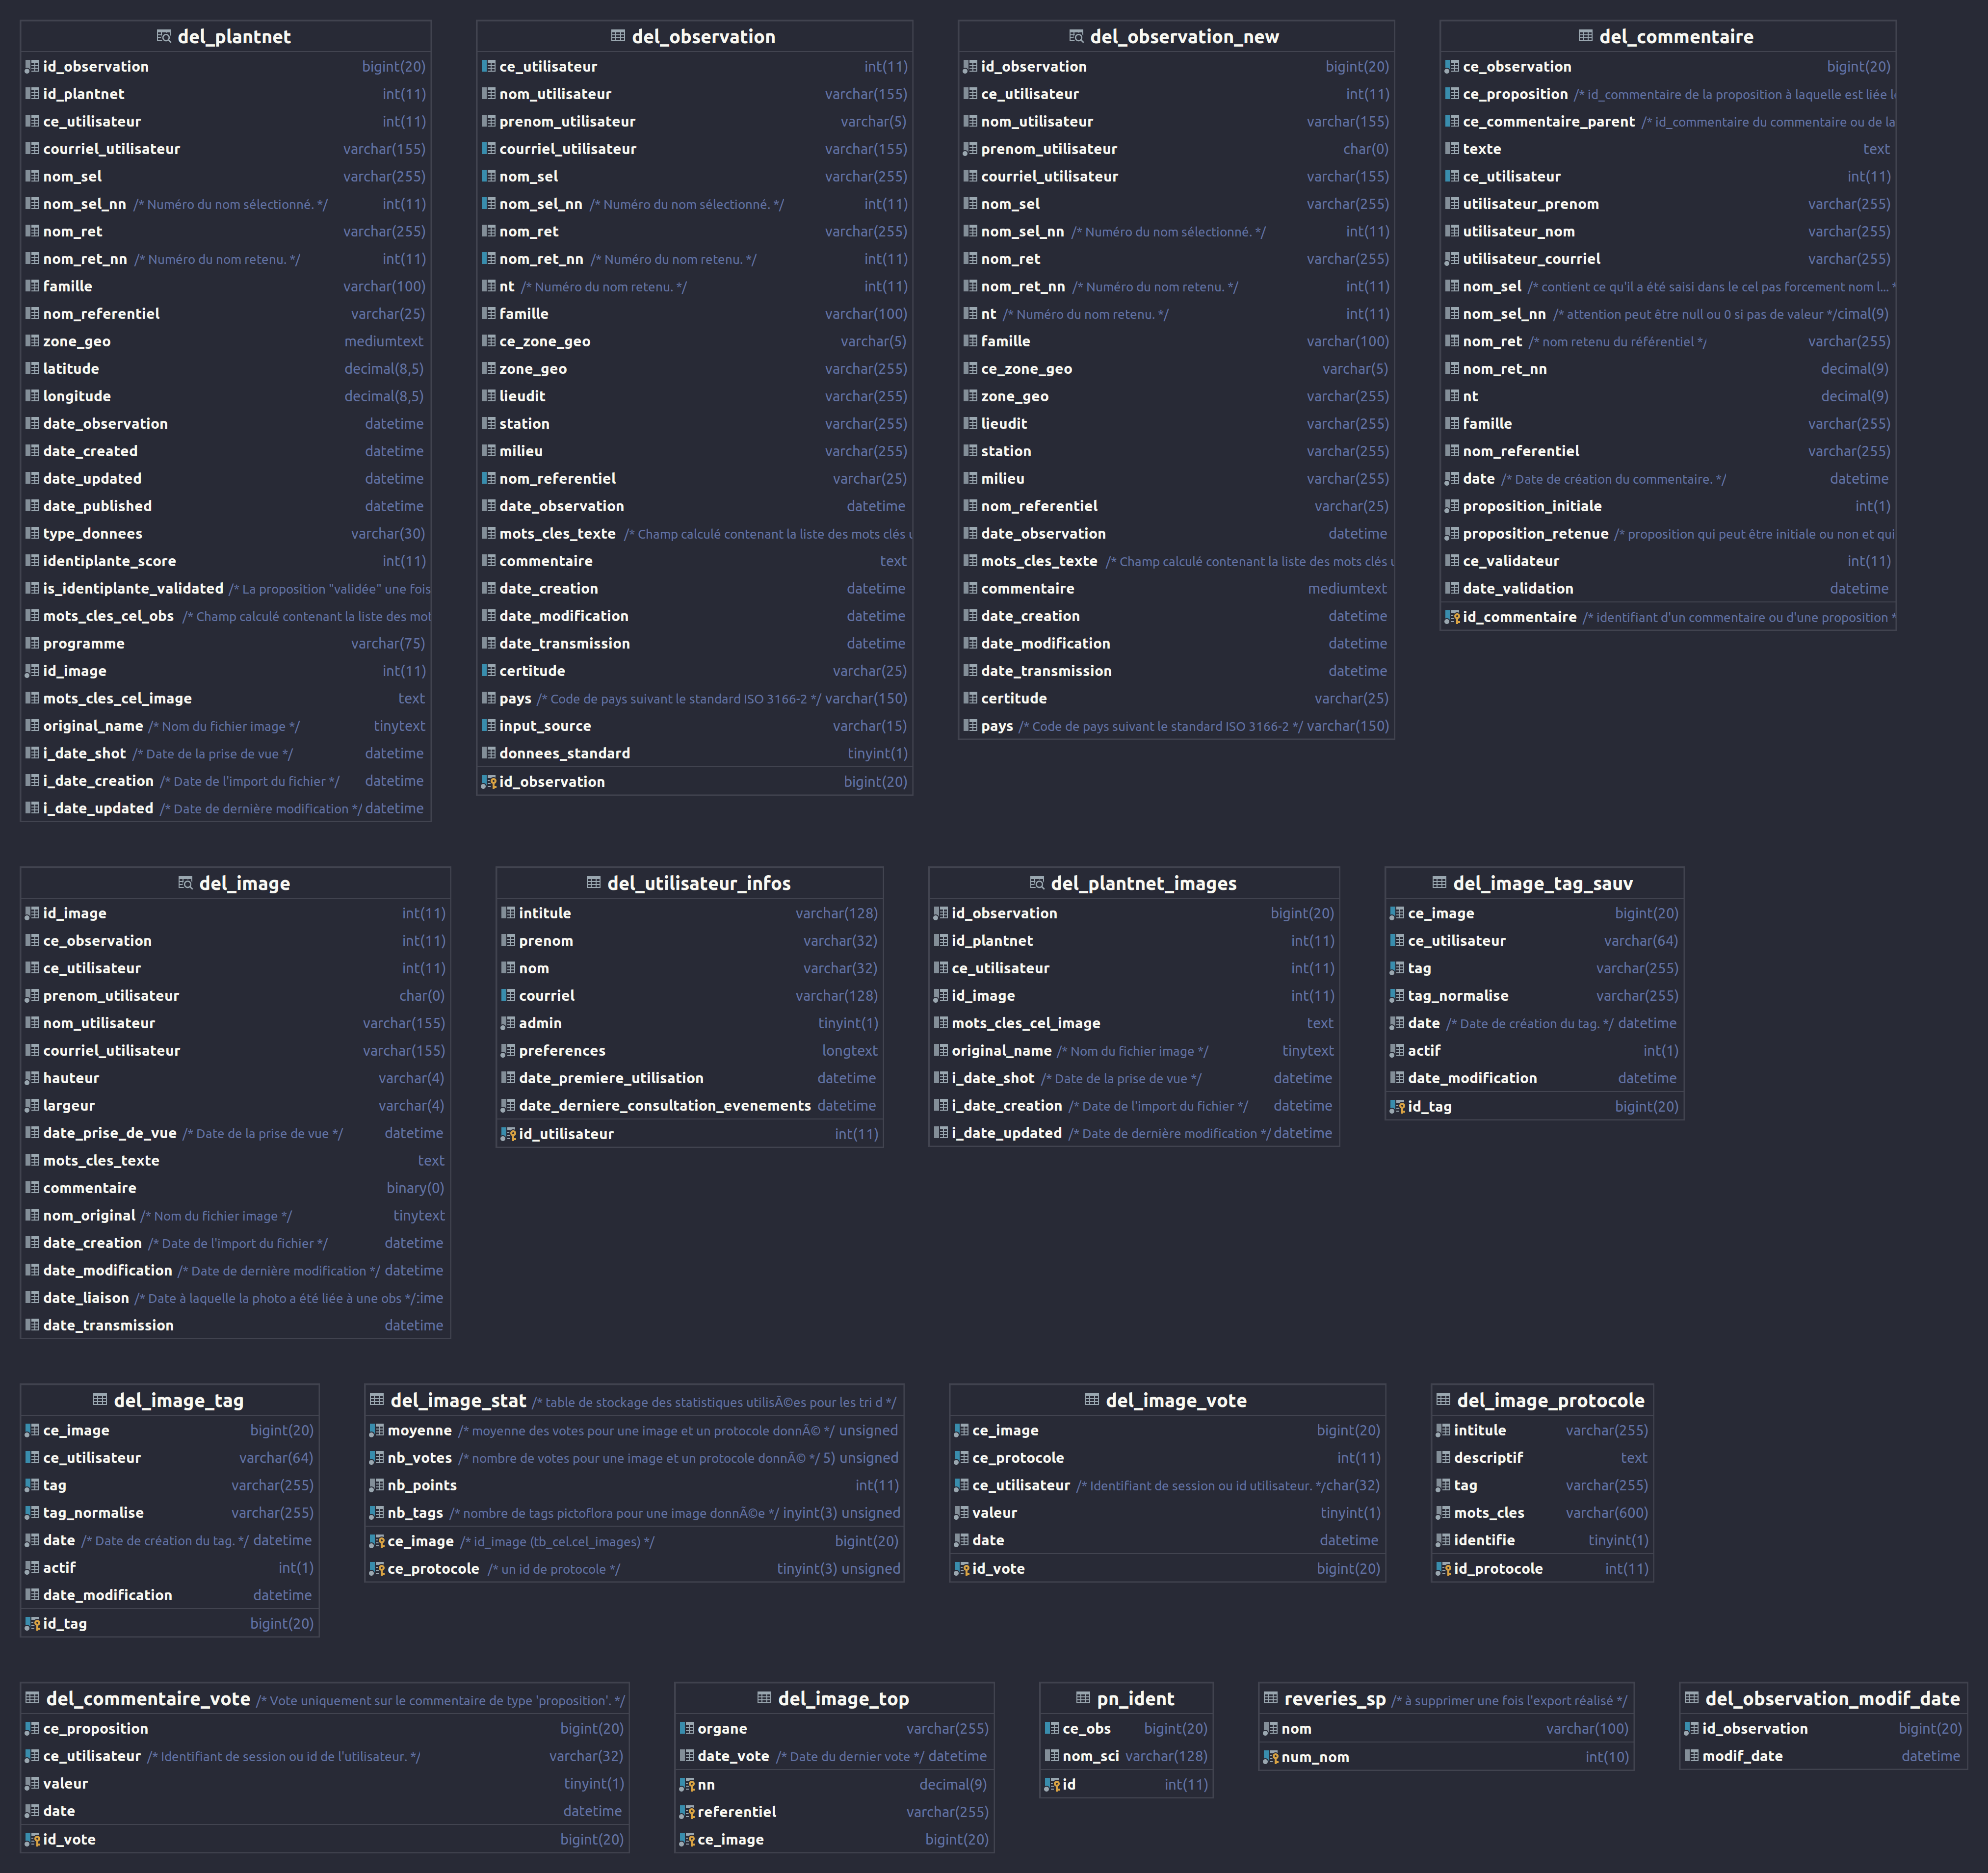 del_plantnet
id_observation bigint(20)
id_plantnet int(11)
ce_utilisateur int(11)
courriel_utilisateur varchar(155)
nom_sel varchar(255)
nom_sel_nn /* Numéro du nom sélectionné. */ int(11)
nom_ret varchar(255)
nom_ret_nn /* Numéro du nom retenu. */ int(11)
famille varchar(100)
nom_referentiel varchar(25)
zone_geo mediumtext
latitude decimal(8,5)
longitude decimal(8,5)
date_observation datetime
date_created datetime
date_updated datetime
date_published datetime
type_donnees varchar(30)
identiplante_score int(11)
is_identiplante_validated /* La proposition "validée" une fois
mots_cles_cel_obs /* Champ calculé contenant la liste des mot
programme varchar(75)
id_image int(11)
mots_cles_cel_image text
original_name /* Nom du fichier image */ tinytext
i_date_shot /* Date de la prise de vue */ datetime
i_date_creation /* Date de l'import du fichier */ datetime
i_date_updated /* Date de dernière modification */ datetime
del_observation
ce_utilisateur int(11)
nom_utilisateur varchar(155)
prenom_utilisateur varchar(5)
courriel_utilisateur varchar(155)
nom_sel varchar(255)
nom_sel_nn /* Numéro du nom sélectionné. */ int(11)
nom_ret varchar(255)
nom_ret_nn /* Numéro du nom retenu. */ int(11)
nt /* Numéro du nom retenu. */ int(11)
famille varchar(100)
ce_zone_geo varchar(5)
zone_geo varchar(255)
lieudit varchar(255)
station varchar(255)
milieu varchar(255)
nom_referentiel varchar(25)
date_observation datetime
mots_cles_texte /* Champ calculé contenant la liste des mots clés u
commentaire text
date_creation datetime
date_modification datetime
date_transmission datetime
certitude varchar(25)
pays /* Code de pays suivant le standard ISO 3166-2 */ varchar(150)
input_source varchar(15)
donnees_standard tinyint(1)
id_observation bigint(20)
del_observation_new
id_observation bigint(20)
ce_utilisateur int(11)
nom_utilisateur varchar(155)
prenom_utilisateur char(0)
courriel_utilisateur varchar(155)
nom_sel varchar(255)
nom_sel_nn /* Numéro du nom sélectionné. */ int(11)
nom_ret varchar(255)
nom_ret_nn /* Numéro du nom retenu. */ int(11)
nt /* Numéro du nom retenu. */ int(11)
famille varchar(100)
ce_zone_geo varchar(5)
zone_geo varchar(255)
lieudit varchar(255)
station varchar(255)
milieu varchar(255)
nom_referentiel varchar(25)
date_observation datetime
mots_cles_texte /* Champ calculé contenant la liste des mots clés u
commentaire mediumtext
date_creation datetime
date_modification datetime
date_transmission datetime
certitude varchar(25)
pays /* Code de pays suivant le standard ISO 3166-2 */ varchar(150)
del_commentaire
ce_observation bigint(20)
ce_proposition /* id_commentaire de la proposition à laquelle est liée l
ce_commentaire_parent /* id_commentaire du commentaire ou de la
texte text
ce_utilisateur int(11)
utilisateur_prenom varchar(255)
utilisateur_nom varchar(255)
utilisateur_courriel varchar(255)
nom_sel /* contient ce qu'il a été saisi dans le cel pas forcement nom l... *
nom_sel_nn /* attention peut être null ou 0 si pas de valeur */cimal(9)
nom_ret /* nom retenu du référentiel */ varchar(255)
nom_ret_nn decimal(9)
nt decimal(9)
famille varchar(255)
nom_referentiel varchar(255)
date /* Date de création du commentaire. */ datetime
proposition_initiale int(1)
proposition_retenue /* proposition qui peut être initiale ou non et qui
ce_validateur int(11)
date_validation datetime
id_commentaire /* identifiant d'un commentaire ou d'une proposition *
del_image
id_image int(11)
ce_observation int(11)
ce_utilisateur int(11)
prenom_utilisateur char(0)
nom_utilisateur varchar(155)
courriel_utilisateur varchar(155)
hauteur varchar(4)
largeur varchar(4)
date_prise_de_vue /* Date de la prise de vue */ datetime
mots_cles_texte text
commentaire binary(0)
nom_original /* Nom du fichier image */ tinytext
date_creation /* Date de l'import du fichier */ datetime
date_modification /* Date de dernière modification */ datetime
date_liaison /* Date à laquelle la photo a été liée à une obs */:ime
date_transmission datetime
del_utilisateur_infos
intitule varchar(128)
prenom varchar(32)
nom varchar(32)
courriel varchar(128)
admin tinyint(1)
preferences longtext
date_premiere_utilisation datetime
date_derniere_consultation_evenements datetime
id_utilisateur int(11)
del_plantnet_images
id_observation bigint(20)
id_plantnet int(11)
ce_utilisateur int(11)
id_image int(11)
mots_cles_cel_image text
original_name /* Nom du fichier image */ tinytext
i_date_shot /* Date de la prise de vue */ datetime
i_date_creation /* Date de l'import du fichier */ datetime
i_date_updated /* Date de dernière modification */ datetime
del_image_tag_sauv
ce_image bigint(20)
ce_utilisateur varchar(64)
tag varchar(255)
tag_normalise varchar(255)
date /* Date de création du tag. */ datetime
actif int(1)
date_modification datetime
id_tag bigint(20)
del_image_tag
ce_image bigint(20)
ce_utilisateur varchar(64)
tag varchar(255)
tag_normalise varchar(255)
date /* Date de création du tag. */ datetime
actif int(1)
date_modification datetime
id_tag bigint(20)
del_image_stat /* table de stockage des statistiques utilisÃ©es pour les tri d */
moyenne /* moyenne des votes pour une image et un protocole donnÃ© */ unsigned
nb_votes /* nombre de votes pour une image et un protocole donnÃ© */ 5) unsigned
nb_points int(11)
nb_tags /* nombre de tags pictoflora pour une image donnÃ©e */ inyint(3) unsigned
ce_image /* id_image (tb_cel.cel_images) */ bigint(20)
ce_protocole /* un id de protocole */ tinyint(3) unsigned
del_image_vote
ce_image bigint(20)
ce_protocole int(11)
ce_utilisateur /* Identifiant de session ou id utilisateur. */char(32)
valeur tinyint(1)
date datetime
id_vote bigint(20)
del_image_protocole
intitule varchar(255)
descriptif text
tag varchar(255)
mots_cles varchar(600)
identifie tinyint(1)
id_protocole int(11)
del_commentaire_vote /* Vote uniquement sur le commentaire de type 'proposition'. */
ce_proposition bigint(20)
ce_utilisateur /* Identifiant de session ou id de l'utilisateur. */ varchar(32)
valeur tinyint(1)
date datetime
id_vote bigint(20)
del_image_top
organe varchar(255)
date_vote /* Date du dernier vote */ datetime
nn decimal(9)
referentiel varchar(255)
ce_image bigint(20)
pn_ident
ce_obs bigint(20)
nom_sci varchar(128)
id int(11)
reveries_sp /* à supprimer une fois l'export réalisé */
nom varchar(100)
num_nom int(10)
del_observation_modif_date
id_observation bigint(20)
modif_date datetime